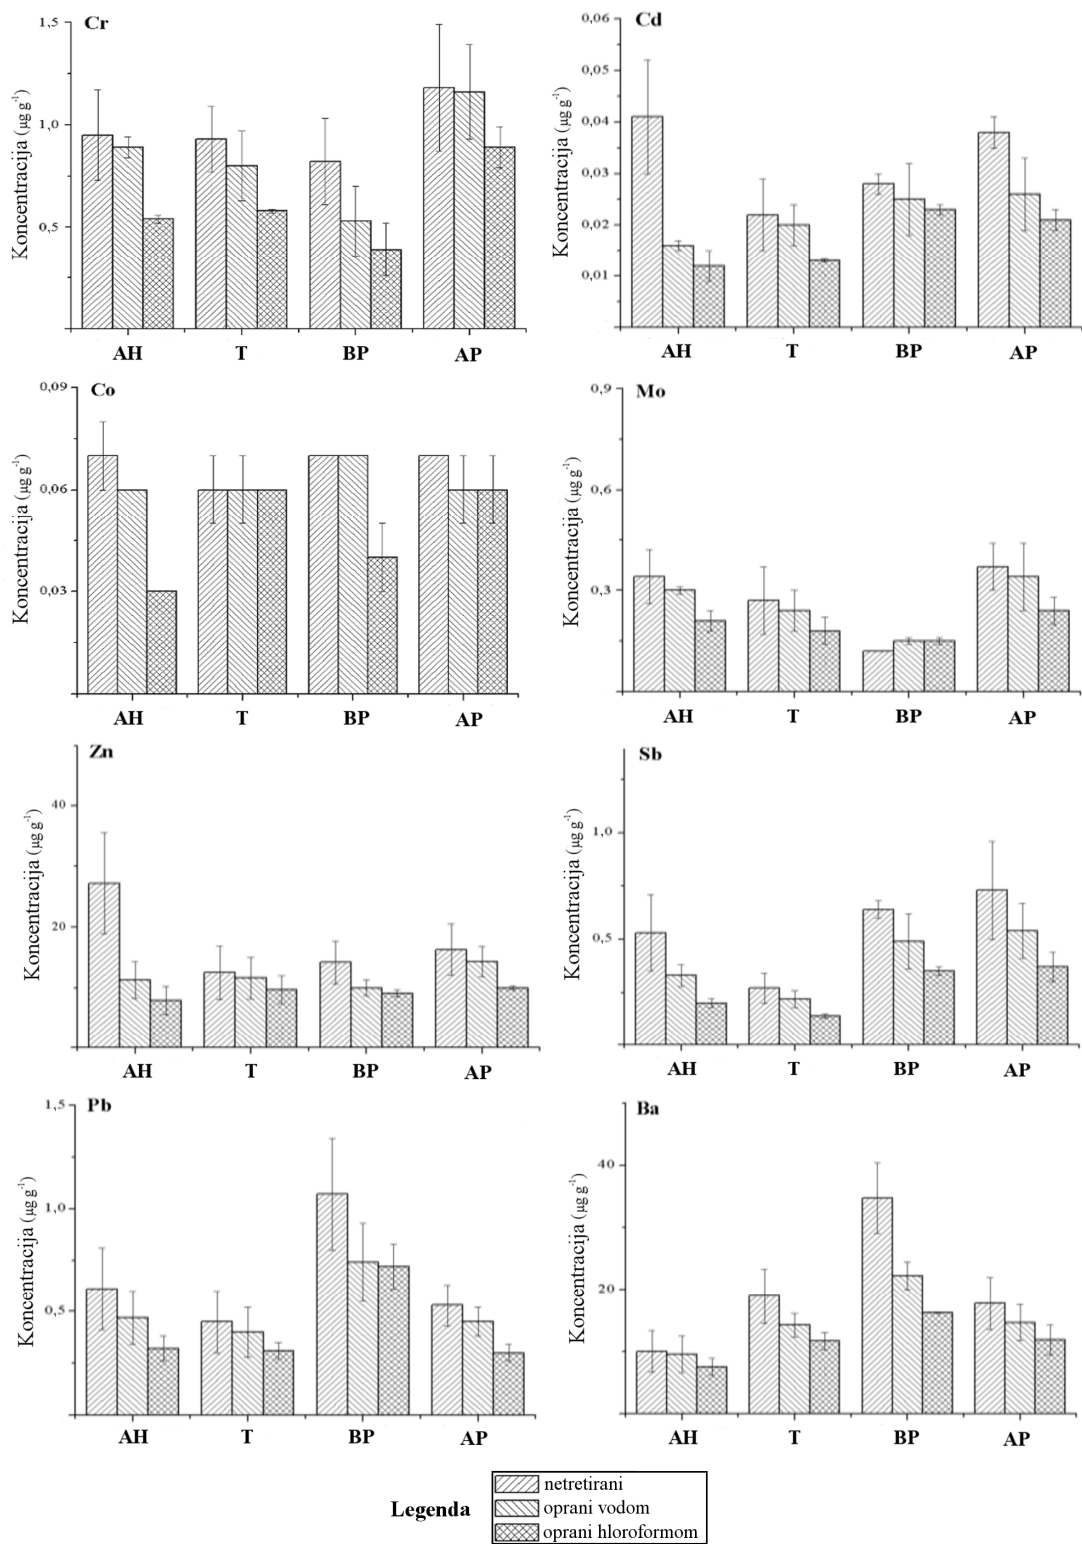 Cr
Koncentracija (µg g⁻¹)
1,5
1,0
0,5
AH T BP AP
Cd
Koncentracija (µg g⁻¹)
0,06
0,05
0,04
0,03
0,02
0,01
AH T BP AP
Co
Koncentracija (µg g⁻¹)
0,09
0,06
0,03
AH T BP AP
Mo
Koncentracija (µg g⁻¹)
0,9
0,6
0,3
AH T BP AP
Zn
Koncentracija (µg g⁻¹)
40
20
AH T BP AP
Sb
Koncentracija (µg g⁻¹)
1,0
0,5
AH T BP AP
Pb
Koncentracija (µg g⁻¹)
1,5
1,0
0,5
AH T BP AP
Ba
Koncentracija (µg g⁻¹)
40
20
AH T BP AP
Legenda
netretirani
oprani vodom
oprani hloroformom